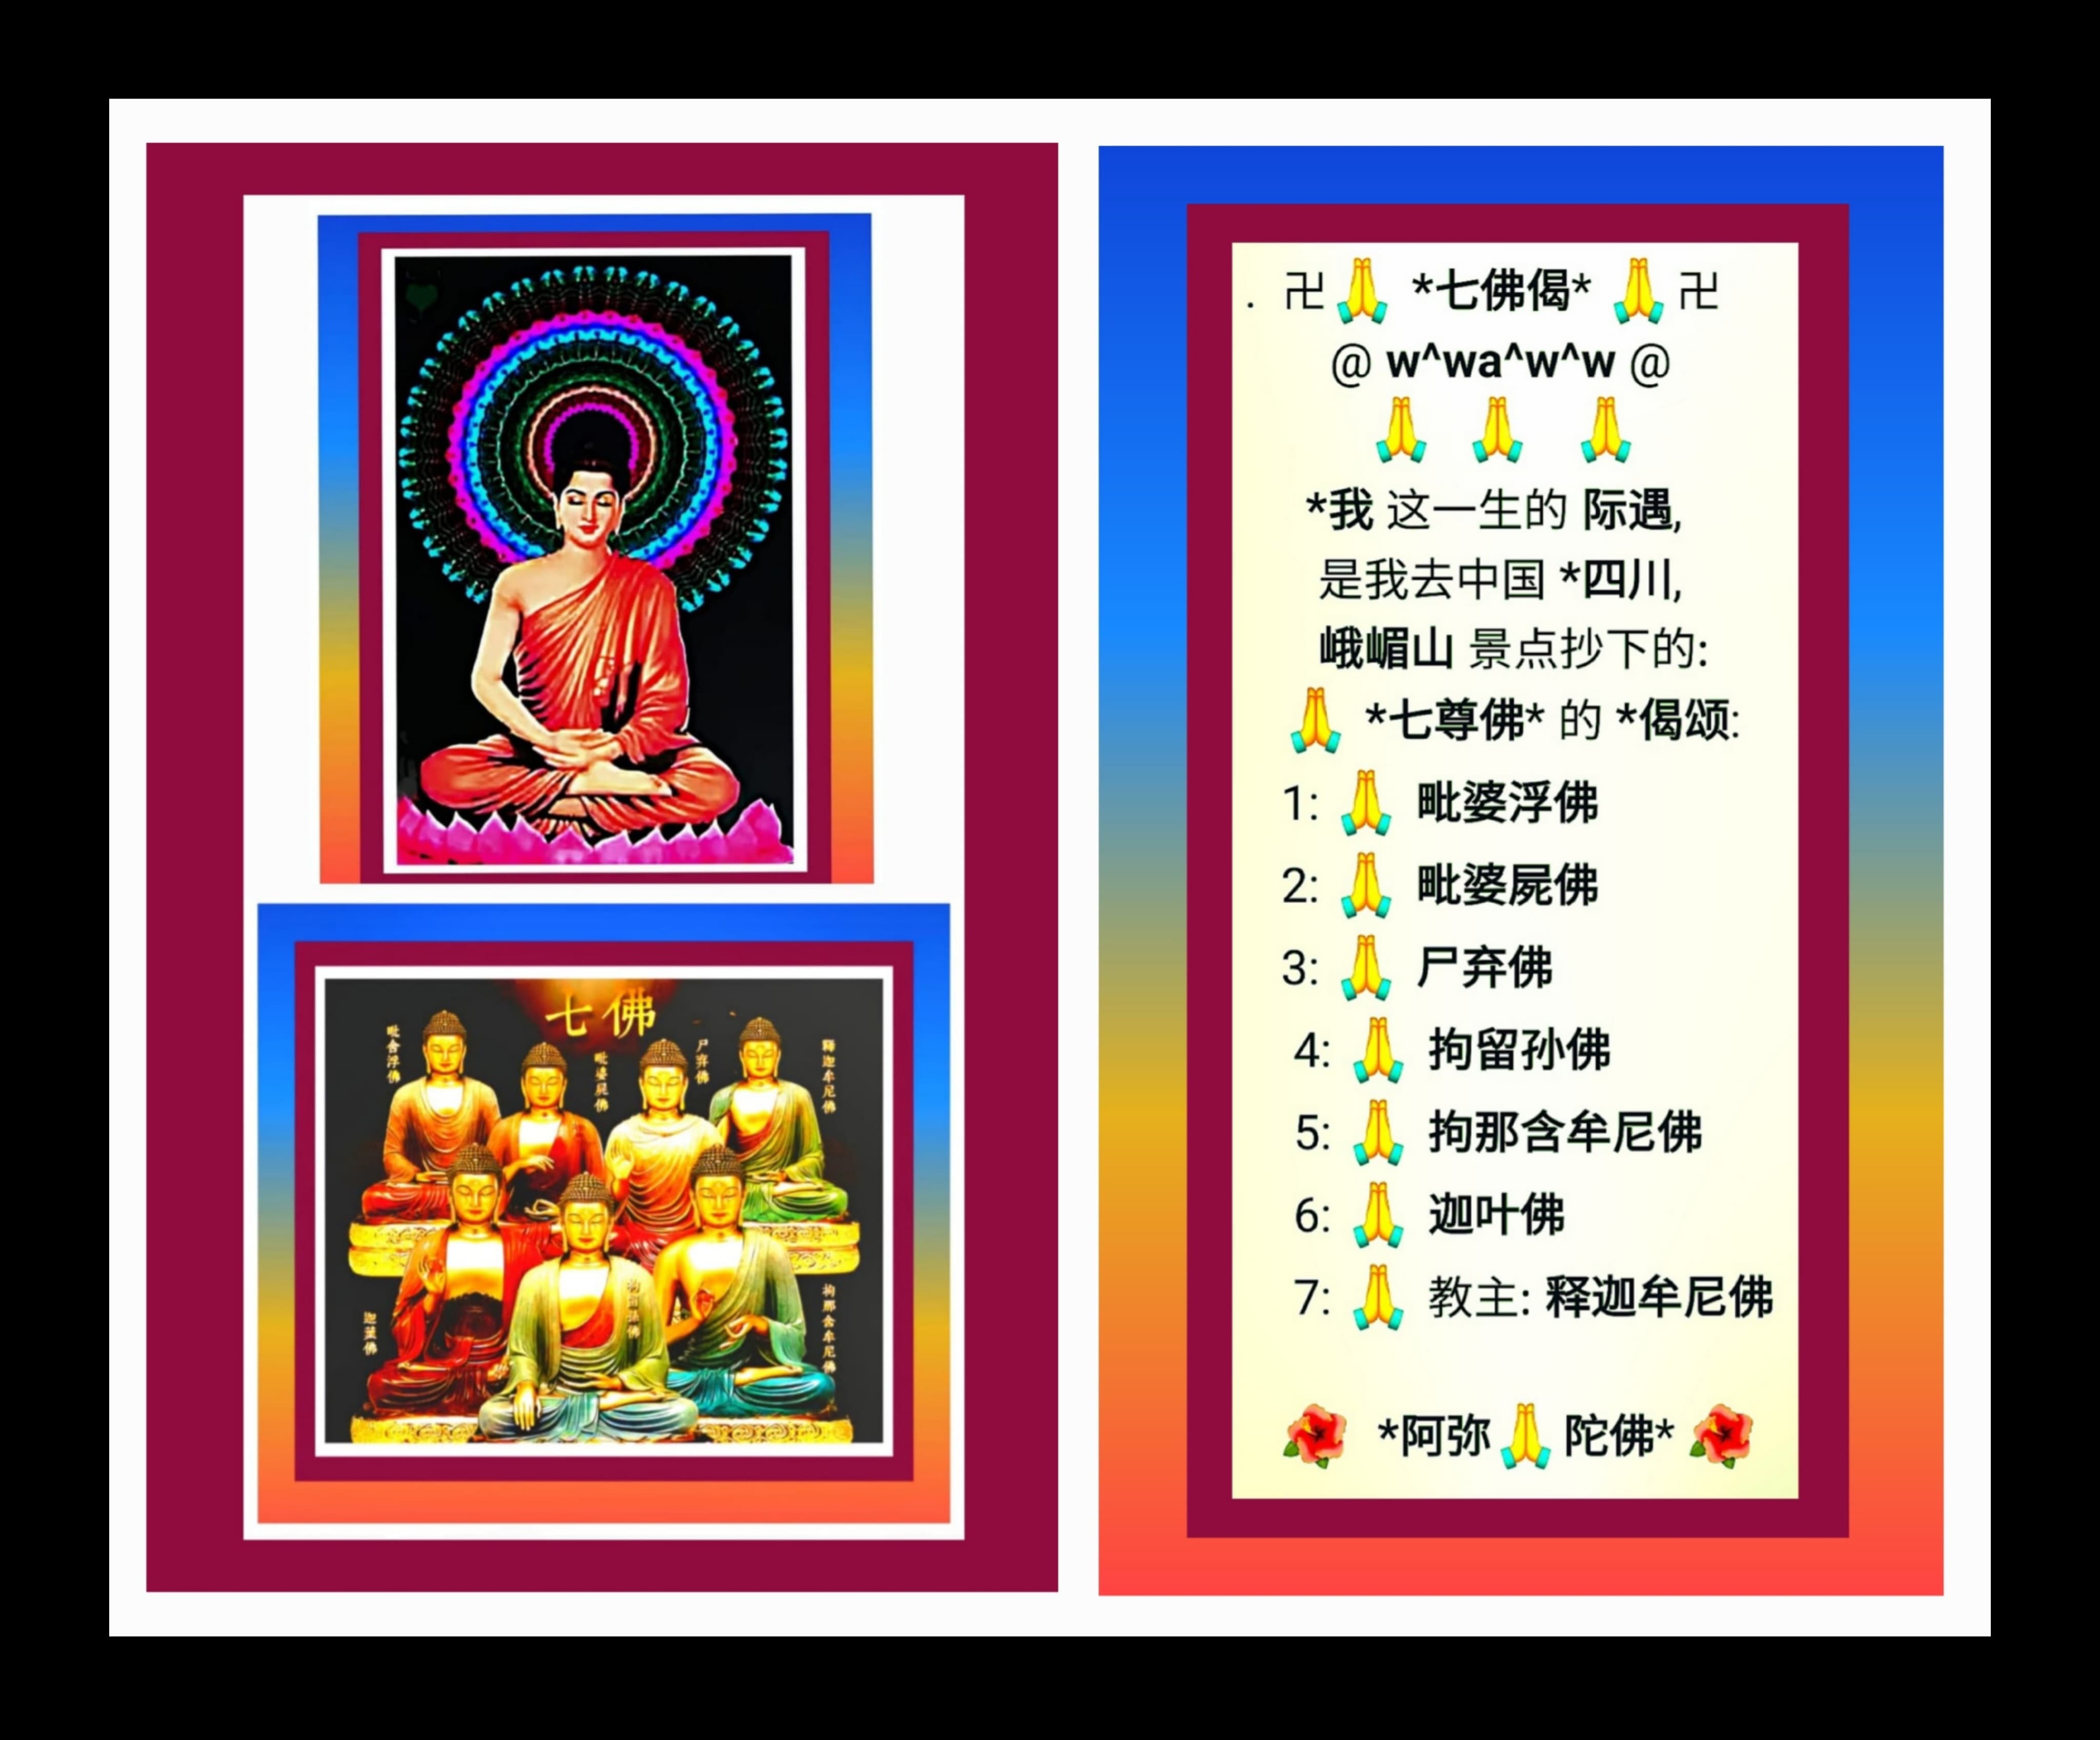 七佛
毗舍浮佛
毗婆屍佛
尸弃佛
釋迦牟尼佛
迦葉佛
拘留孫佛
拘那含牟尼佛
. 卍🙏 *七佛偈* 🙏卍
@ w^wa^w^w @
🙏 🙏 🙏
*我 这一生的 际遇,
是我去中国 *四川,
峨嵋山 景点抄下的:
🙏 *七尊佛* 的 *偈颂:
1: 🙏 毗婆浮佛
2: 🙏 毗婆屍佛
3: 🙏 尸弃佛
4: 🙏 拘留孙佛
5: 🙏 拘那含牟尼佛
6: 🙏 迦叶佛
7: 🙏 教主: 释迦牟尼佛
🌺 *阿弥🙏陀佛* 🌺